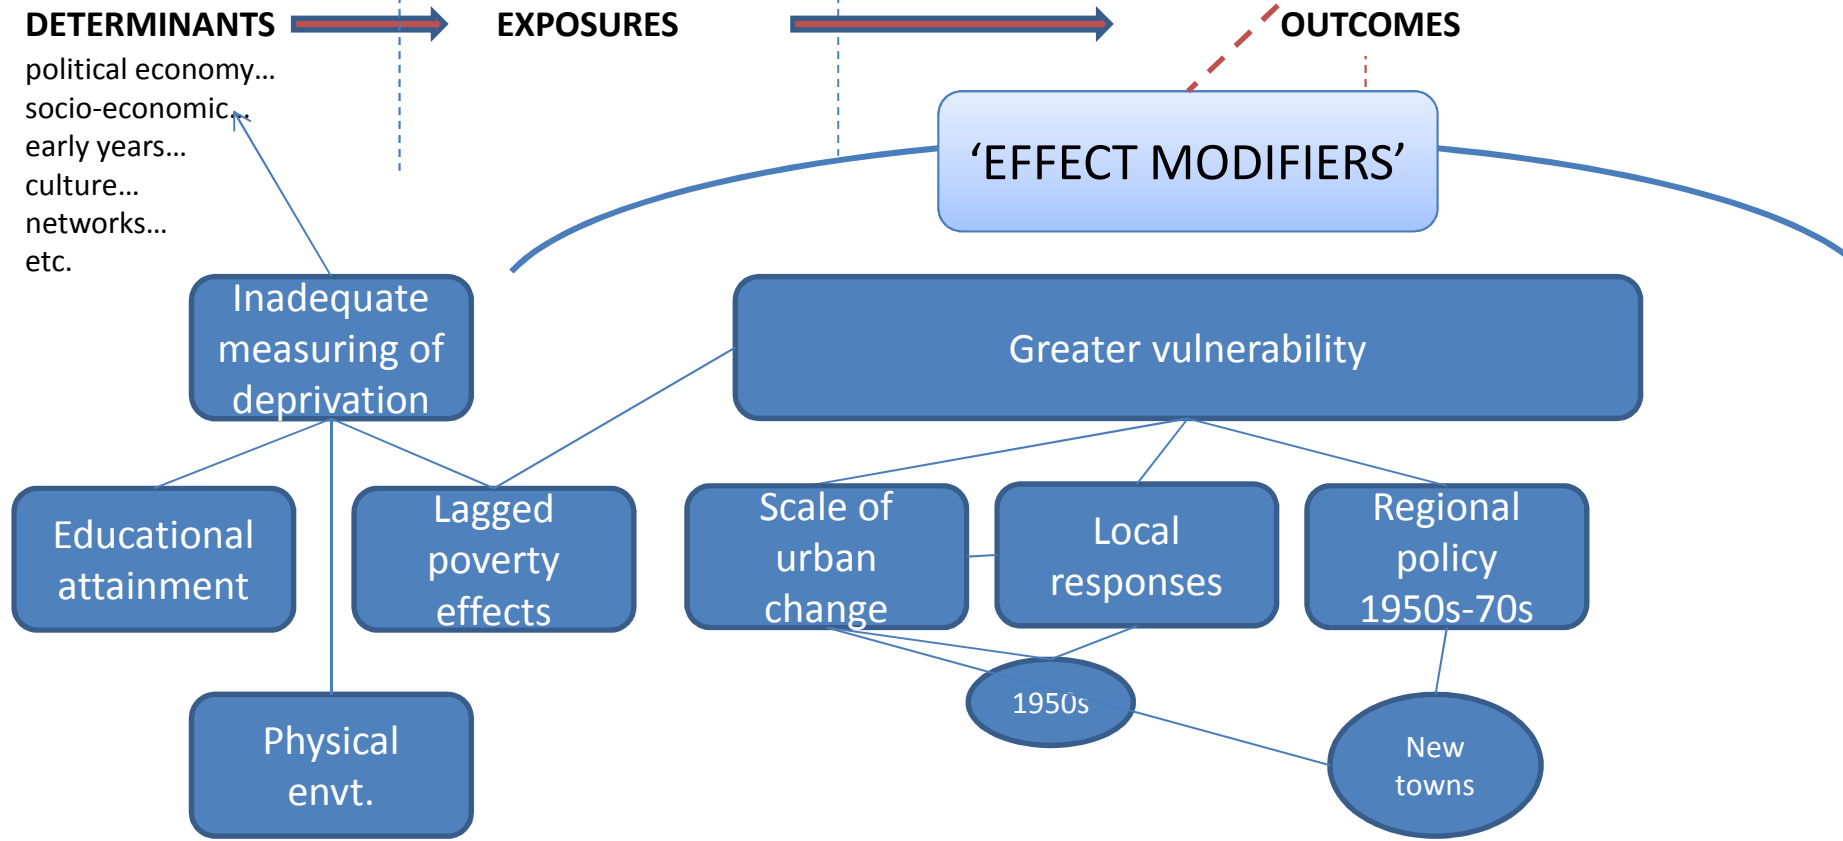 DETERMINANTS
EXPOSURES
OUTCOMES
political economy...
socio-economic...
early years...
culture...
networks...
etc.
‘EFFECT MODIFIERS’
Inadequate
measuring of
deprivation
Greater vulnerability
Educational
attainment
Lagged
poverty
effects
Scale of
urban
change
Local
responses
Regional
policy
1950s-70s
Physical
envt.
1950s
New
towns